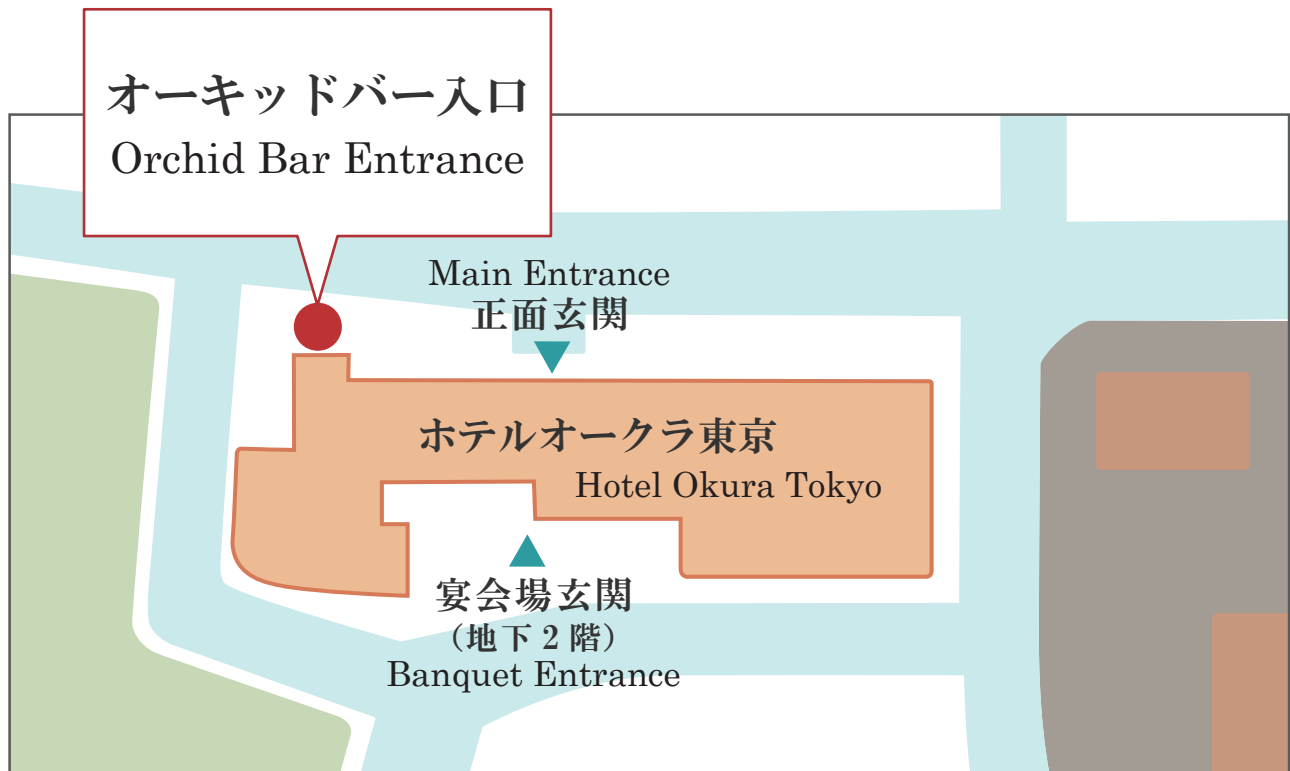 オーキッドバー入口
Orchid Bar Entrance
Main Entrance
正面玄関
ホテルオークラ東京
Hotel Okura Tokyo
宴会場玄関
（地下 2 階）
Banquet Entrance